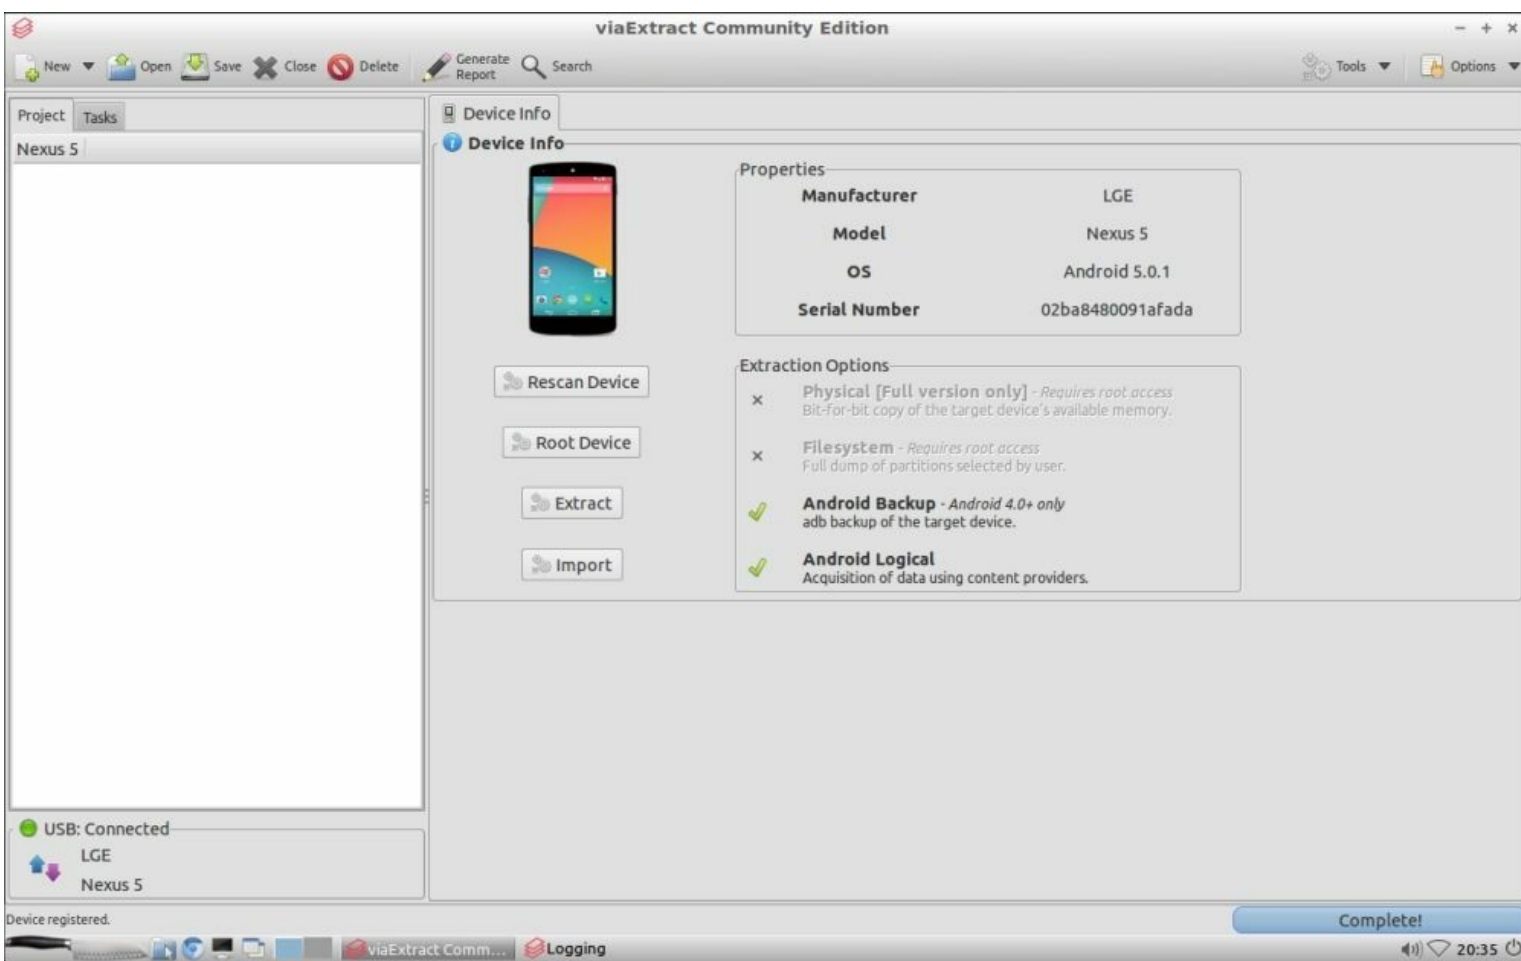 viaExtract Community Edition
New Open Save Close Delete Generate Report Search Tools Options
Project Tasks
Nexus 5
Device Info
Device Info
Properties
Manufacturer LGE
Model Nexus 5
OS Android 5.0.1
Serial Number 02ba8480091afada
Rescan Device
Root Device
Extract
Import
Extraction Options
Physical [Full version only] - Requires root access
Bit-for-bit copy of the target device's available memory.
Filesystem - Requires root access
Full dump of partitions selected by user.
Android Backup - Android 4.0+ only
adb backup of the target device.
Android Logical
Acquisition of data using content providers.
USB: Connected
LGE
Nexus 5
Device registered. Complete!
viaExtract Comm... Logging 20:35